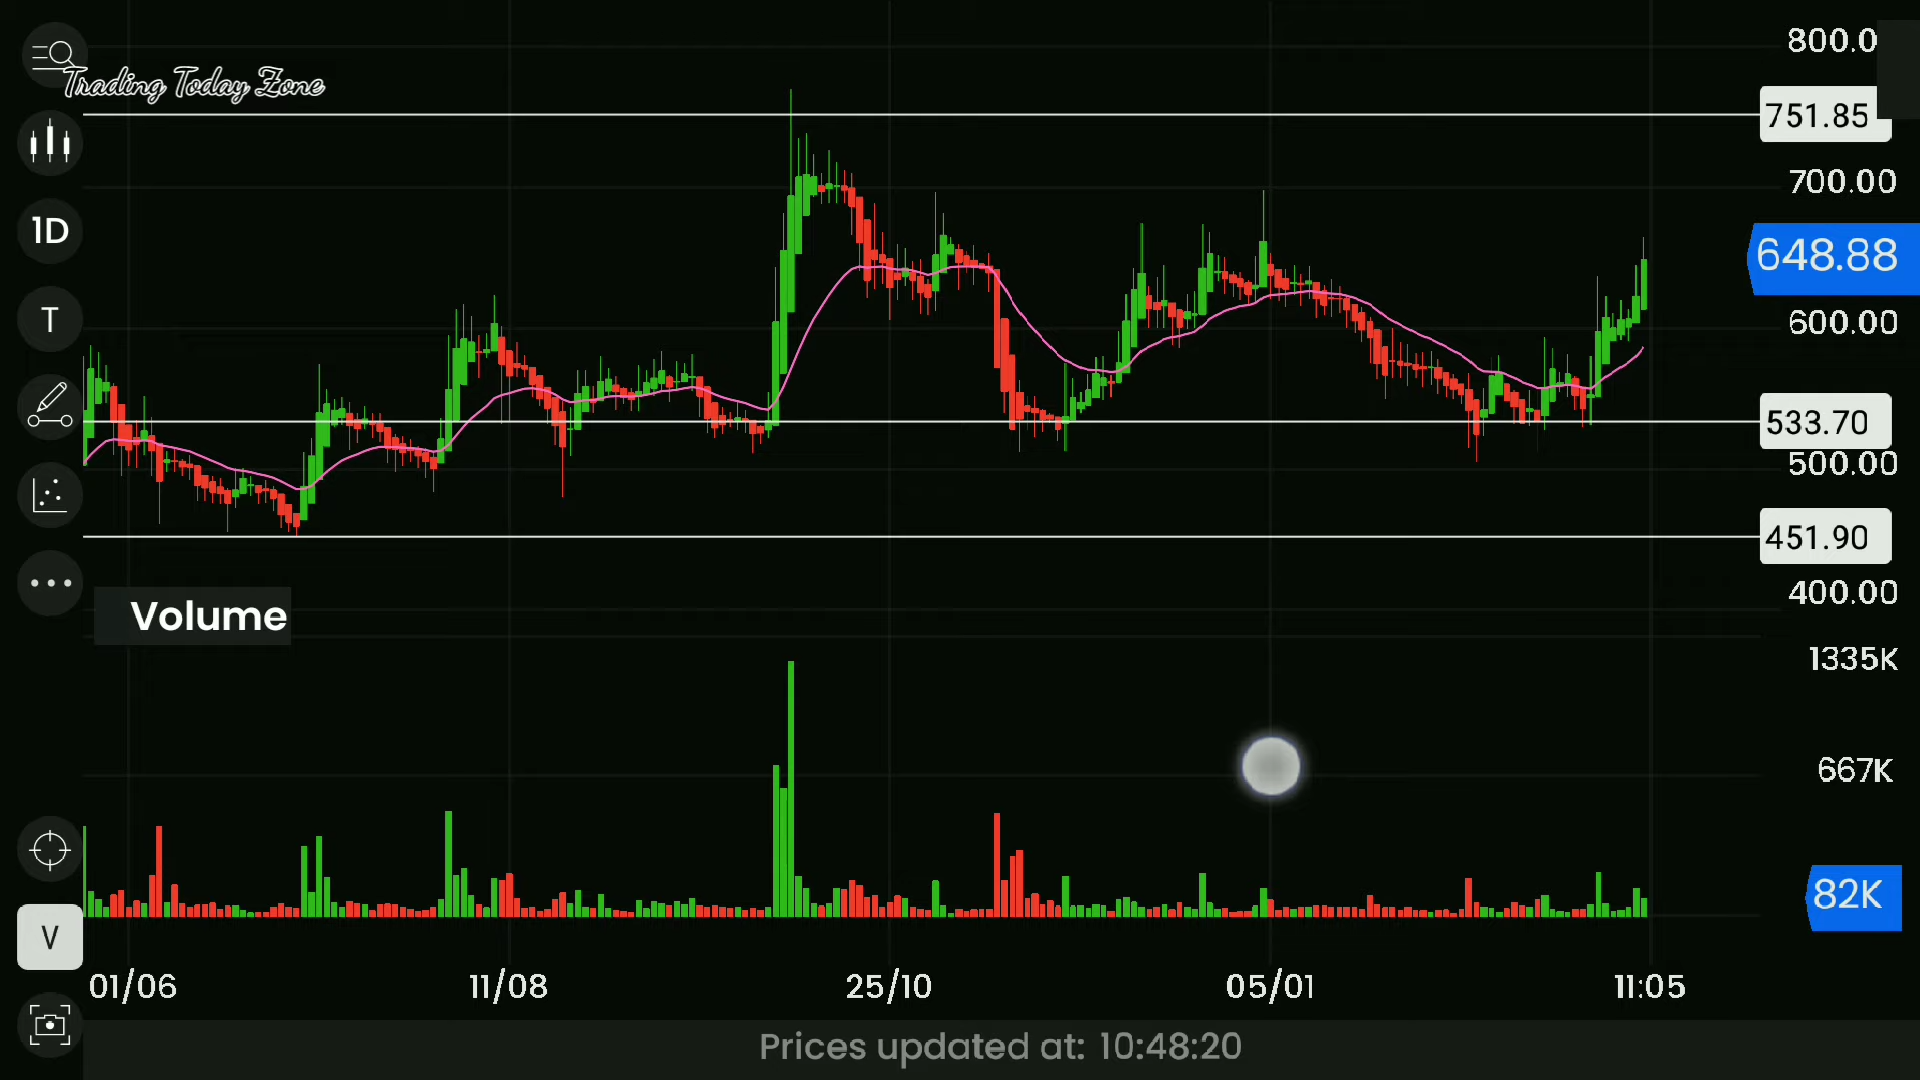 Trading Today Zone
1D
T
800.0
751.85
700.00
648.88
600.00
533.70
500.00
451.90
400.00
Volume
1335K
667K
82K
V
01/06 11/08 25/10 05/01 11:05
Prices updated at: 10:48:20